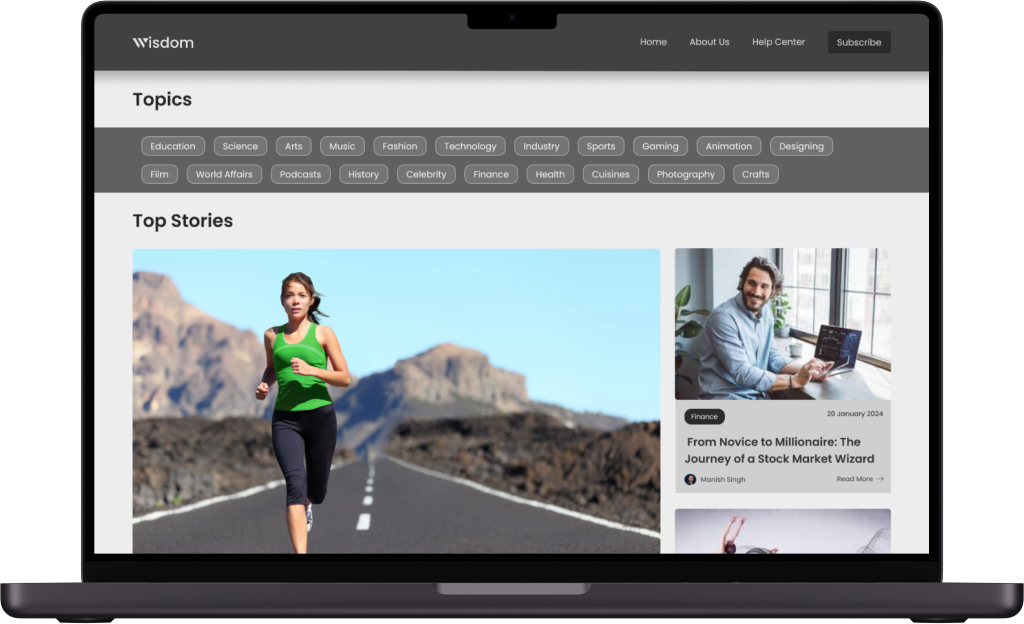 Wisdom
Home About Us Help Center Subscribe
Topics
Education Science Arts Music Fashion Technology Industry Sports Gaming Animation Designing
Film World Affairs Podcasts History Celebrity Finance Health Cuisines Photography Crafts
Top Stories
Finance 20 January 2024
From Novice to Millionaire: The
Journey of a Stock Market Wizard
Manish Singh Read More ->